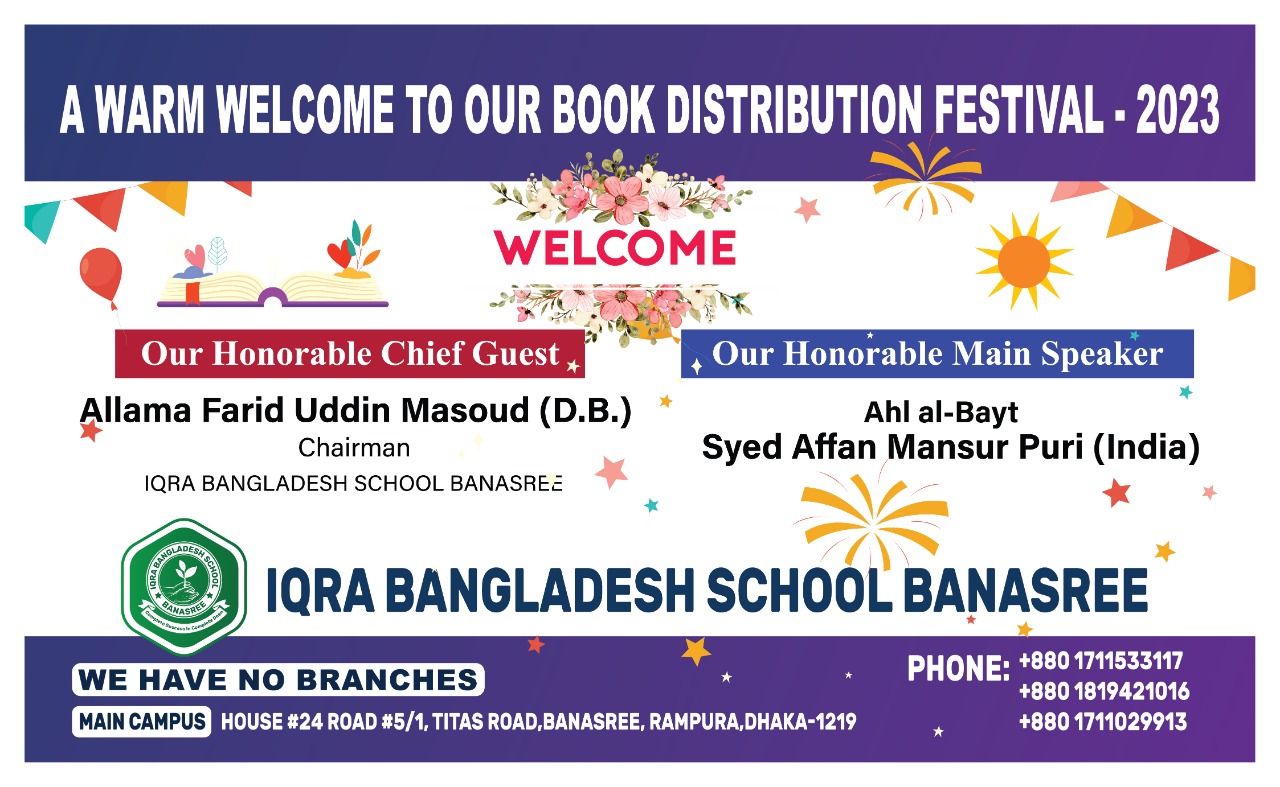 A WARM WELCOME TO OUR BOOK DISTRIBUTION FESTIVAL - 2023
WELCOME
Our Honorable Chief Guest
Allama Farid Uddin Masoud (D.B.)
Chairman
IQRA BANGLADESH SCHOOL BANASREE
Our Honorable Main Speaker
Ahl al-Bayt
Syed Affan Mansur Puri (India)
IQRA BANGLADESH SCHOOL
BANASREE
IQRA BANGLADESH SCHOOL BANASREE
WE HAVE NO BRANCHES
MAIN CAMPUS HOUSE #24 ROAD #5/1, TITAS ROAD,BANASREE, RAMPURA,DHAKA-1219
PHONE: +880 1711533117
+880 1819421016
+880 1711029913